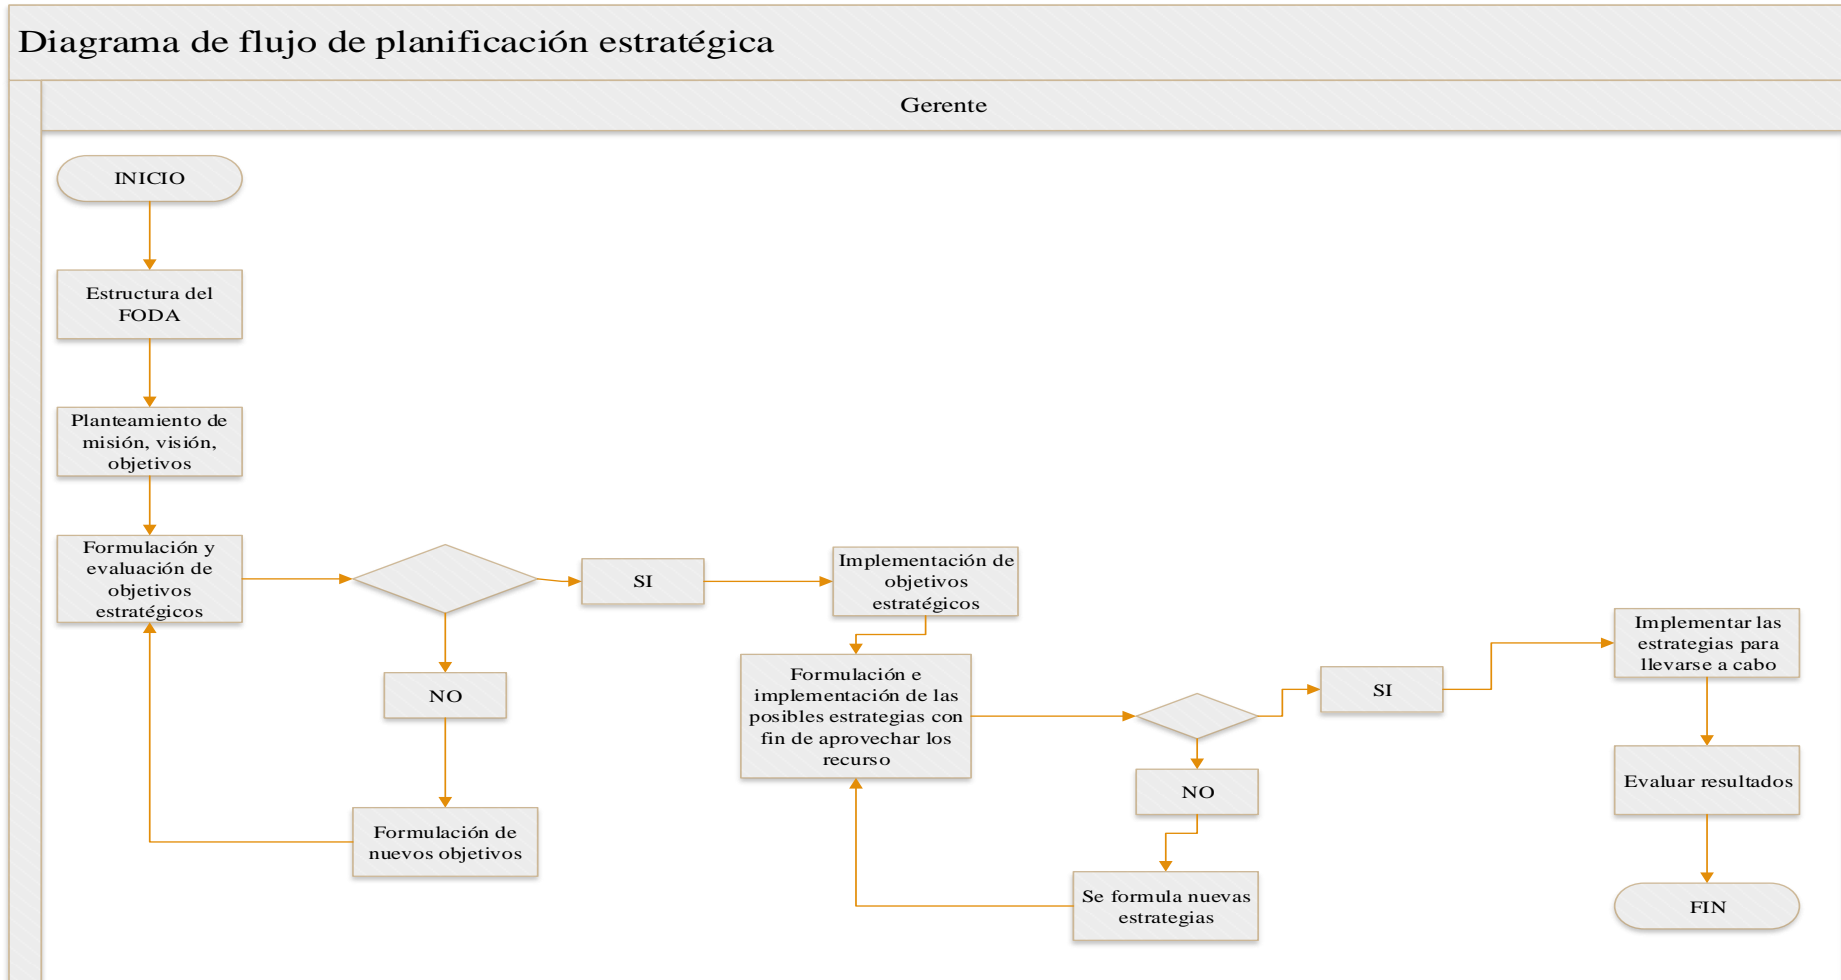 Diagrama de flujo de planificación estratégica
Gerente
INICIO
Estructura del
FODA
Planteamiento de
misión, visión,
objetivos
Formulación y
evaluación de
objetivos
estratégicos
SI
NO
Formulación de
nuevos objetivos
Implementación de
objetivos
estratégicos
Formulación e
implementación de las
posibles estrategias con
fin de aprovechar los
recurso
SI
NO
Se formula nuevas
estrategias
Implementar las
estrategias para
llevarse a cabo
Evaluar resultados
FIN